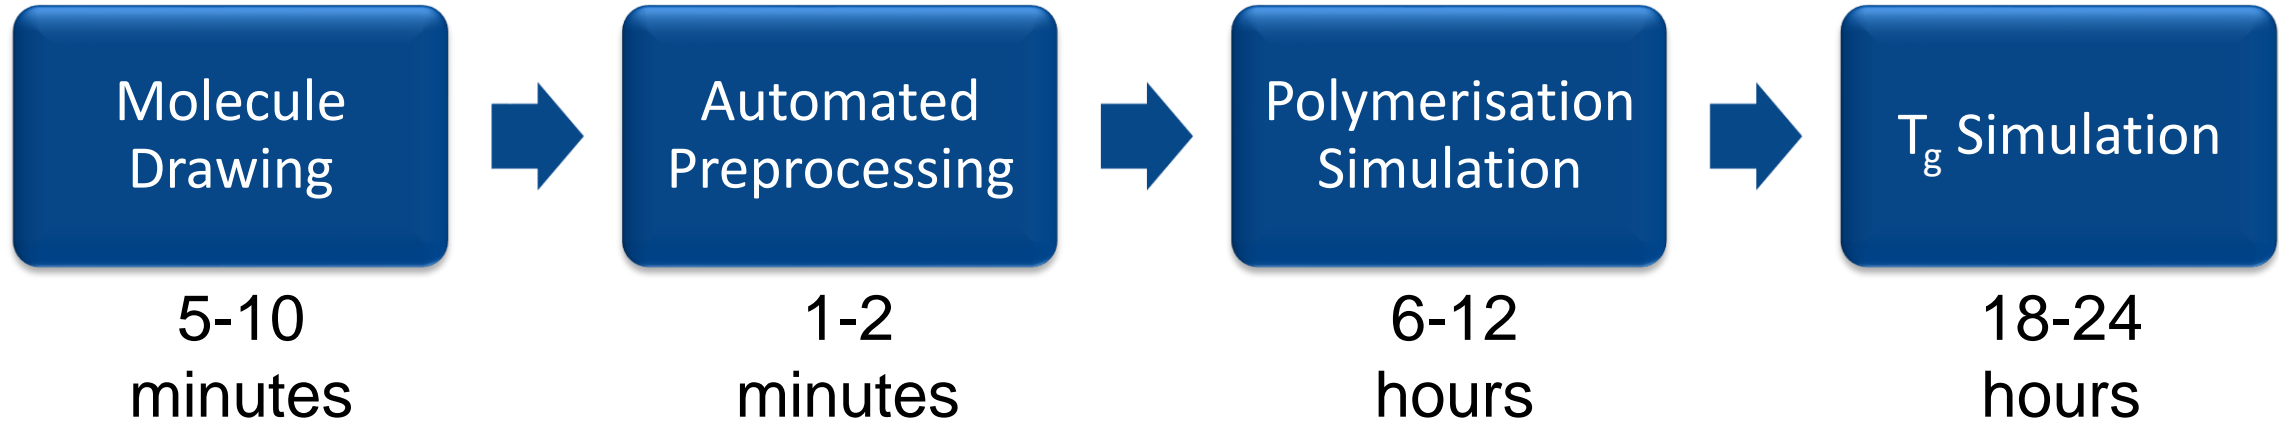 Molecule
Drawing
5-10
minutes
Automated
Preprocessing
1-2
minutes
Polymerisation
Simulation
6-12
hours
Tg Simulation
18-24
hours